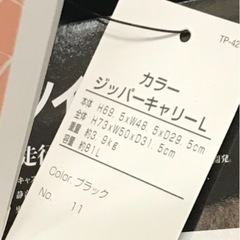 TP-42
カラー
ジッパーキャリーL
本体 H69.5xW48.5xD29.5cm
全体 H73xW50xD31.5cm
重量 約3.9kg
容量 約81L
Color.ブラック
No. 11